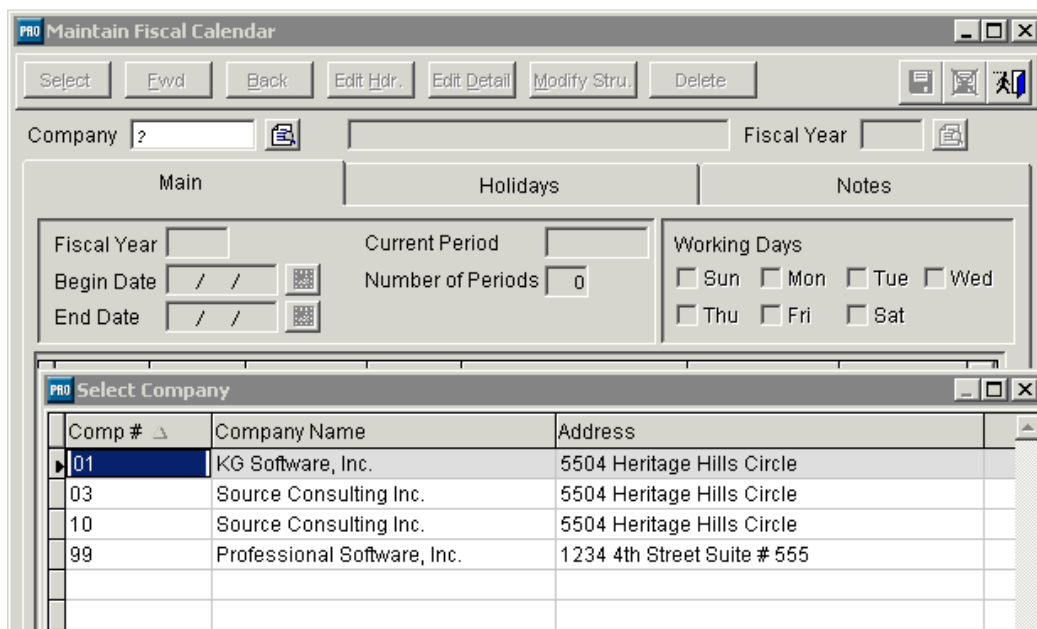 PRO Maintain Fiscal Calendar
Select Fwd Back Edit Hdr. Edit Detail Modify Stru. Delete
Company ? Fiscal Year
Main Holidays Notes
Fiscal Year Current Period Working Days
Begin Date / / Number of Periods 0 Sun Mon Tue Wed
End Date / / Thu Fri Sat
PRO Select Company
Comp # Company Name Address
01 KG Software, Inc. 5504 Heritage Hills Circle
03 Source Consulting Inc. 5504 Heritage Hills Circle
10 Source Consulting Inc. 5504 Heritage Hills Circle
99 Professional Software, Inc. 1234 4th Street Suite # 555